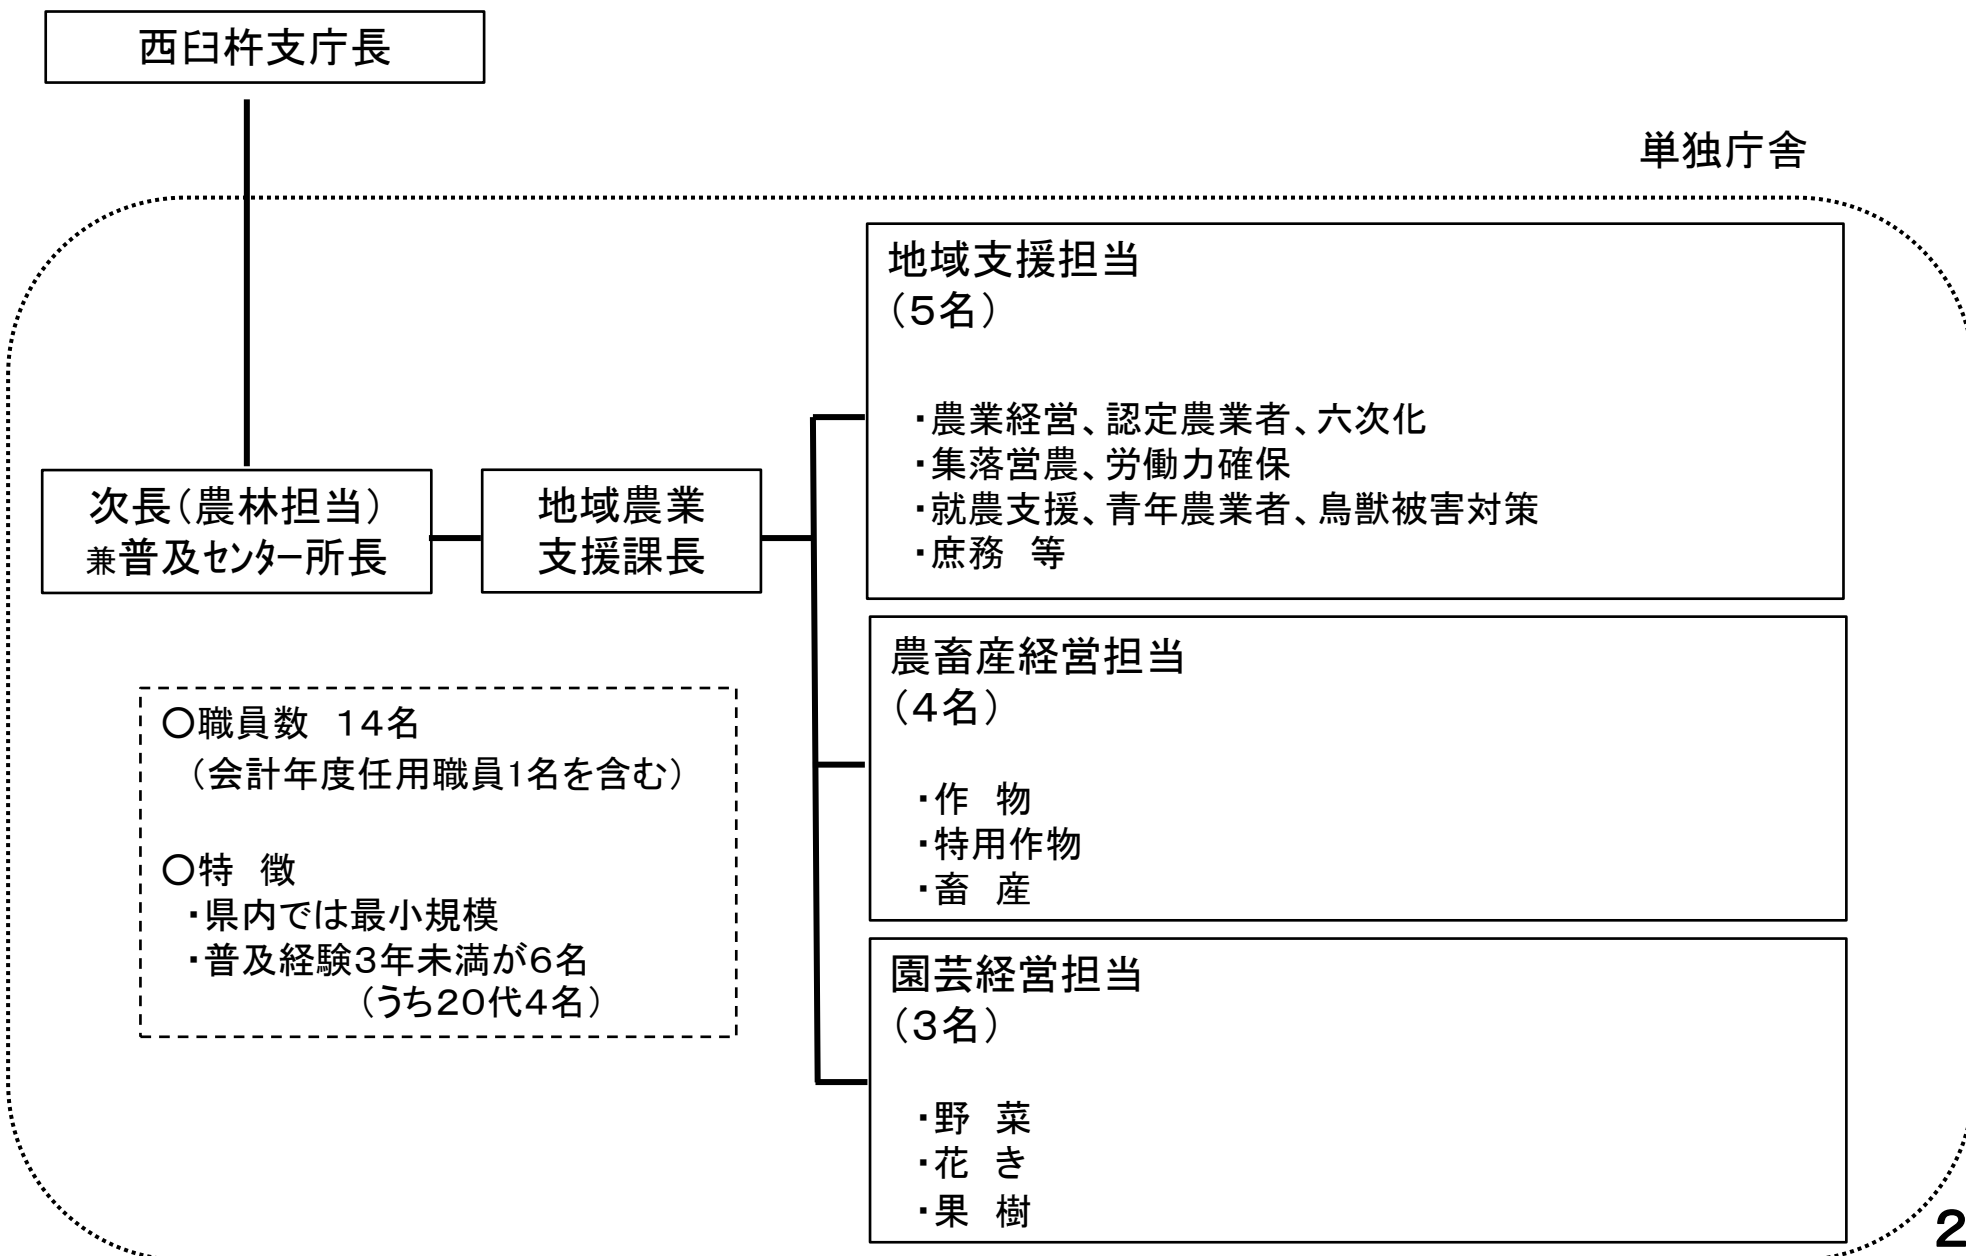 西臼杵支庁長
単独庁舎
次長（農林担当）
兼普及センター所長
地域農業
支援課長
地域支援担当
（５名）
・農業経営、認定農業者、六次化
・集落営農、労働力確保
・就農支援、青年農業者、鳥獣被害対策
・庶務　等
農畜産経営担当
（４名）
・作　物
・特用作物
・畜　産
園芸経営担当
（３名）
・野　菜
・花　き
・果　樹
○職員数　１４名
（会計年度任用職員1名を含む）
○特　徴
・県内では最小規模
・普及経験３年未満が６名
（うち２０代４名）
2